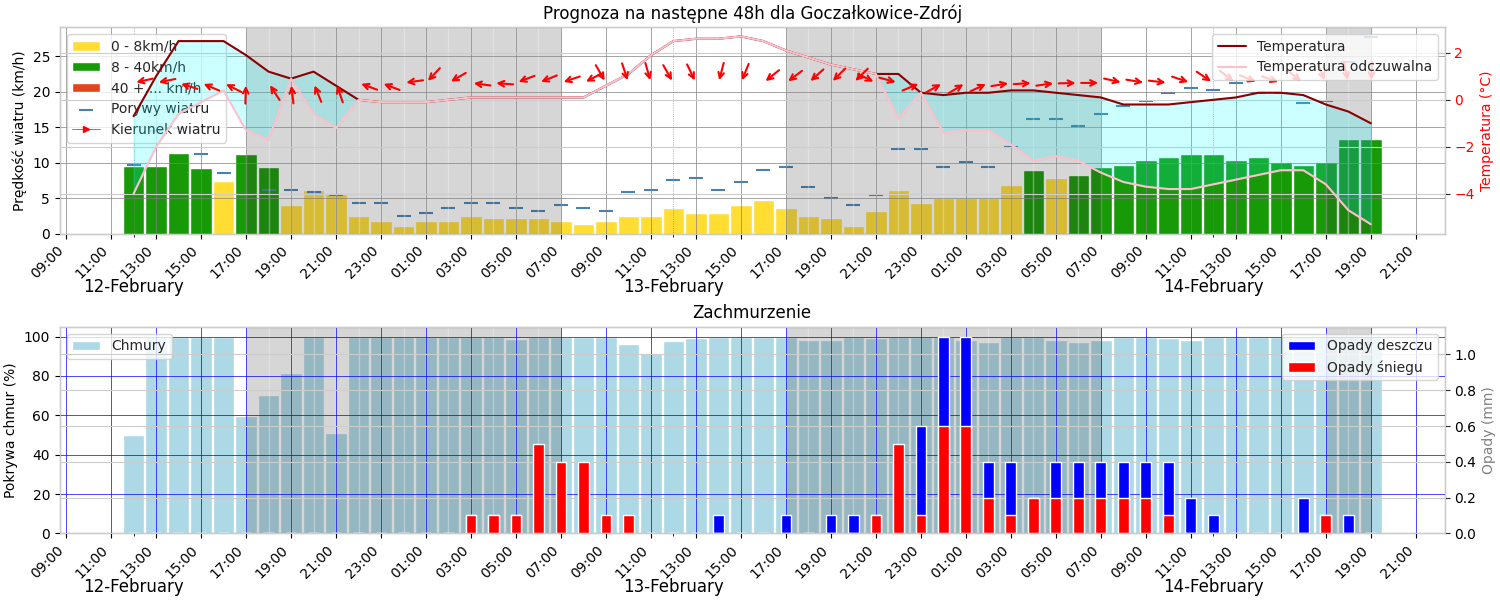 Prognoza na następne 48h dla Goczałkowice-Zdrój
0 - 8km/h
8 - 40km/h
40 + ... km/h
Porywy wiatru
Kierunek wiatru
Temperatura
Temperatura odczuwalna
Prędkość wiatru (km/h)
25
20
15
10
5
0
Temperatura (°C)
2
0
−2
−4
09:00 11:00 13:00 15:00 17:00 19:00 21:00 23:00 01:00 03:00 05:00 07:00 09:00 11:00 13:00 15:00 17:00 19:00 21:00 23:00 01:00 03:00 05:00 07:00 09:00 11:00 13:00 15:00 17:00 19:00 21:00
12-February 13-February 14-February
Zachmurzenie
Chmury
Opady deszczu
Opady śniegu
Pokrywa chmur (%)
100
80
60
40
20
0
Opady (mm)
1.0
0.8
0.6
0.4
0.2
0.0
09:00 11:00 13:00 15:00 17:00 19:00 21:00 23:00 01:00 03:00 05:00 07:00 09:00 11:00 13:00 15:00 17:00 19:00 21:00 23:00 01:00 03:00 05:00 07:00 09:00 11:00 13:00 15:00 17:00 19:00 21:00
12-February 13-February 14-February